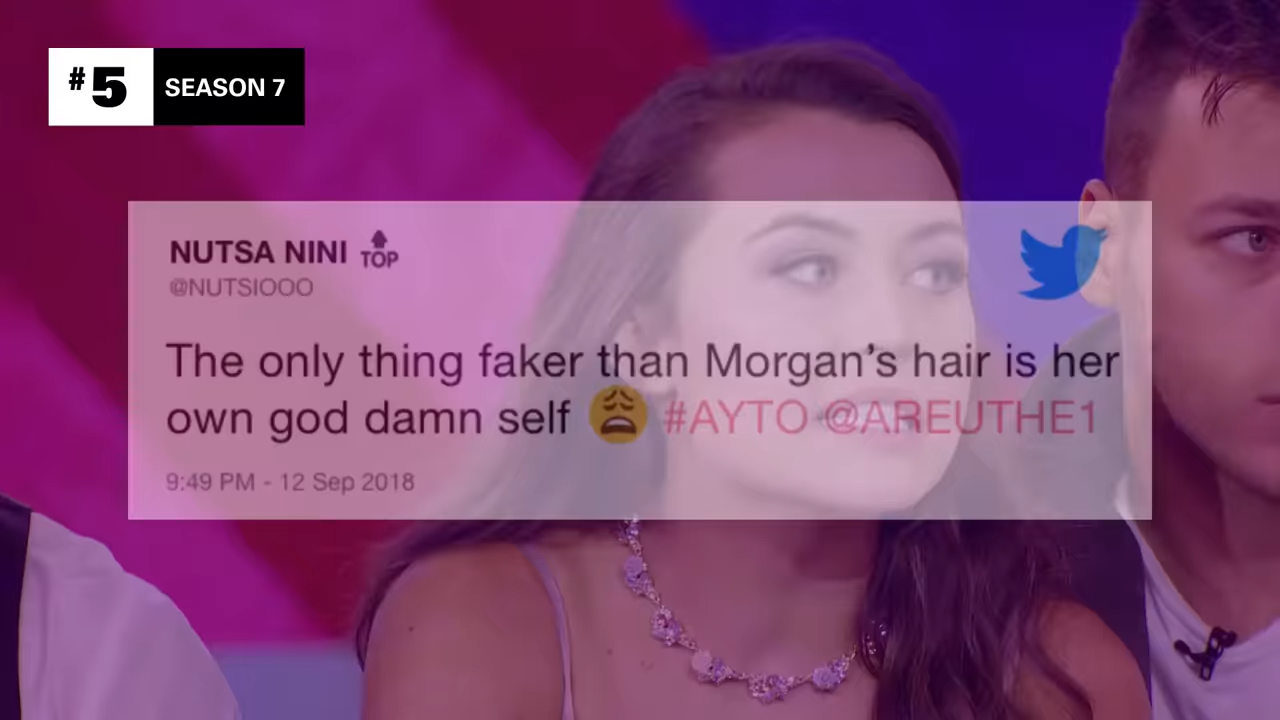 #5 SEASON 7
NUTSA NINI 🔝
@NUTSIOOO
The only thing faker than Morgan's hair is her
own god damn self 😩 #AYTO @AREUTHE1
9:49 PM - 12 Sep 2018